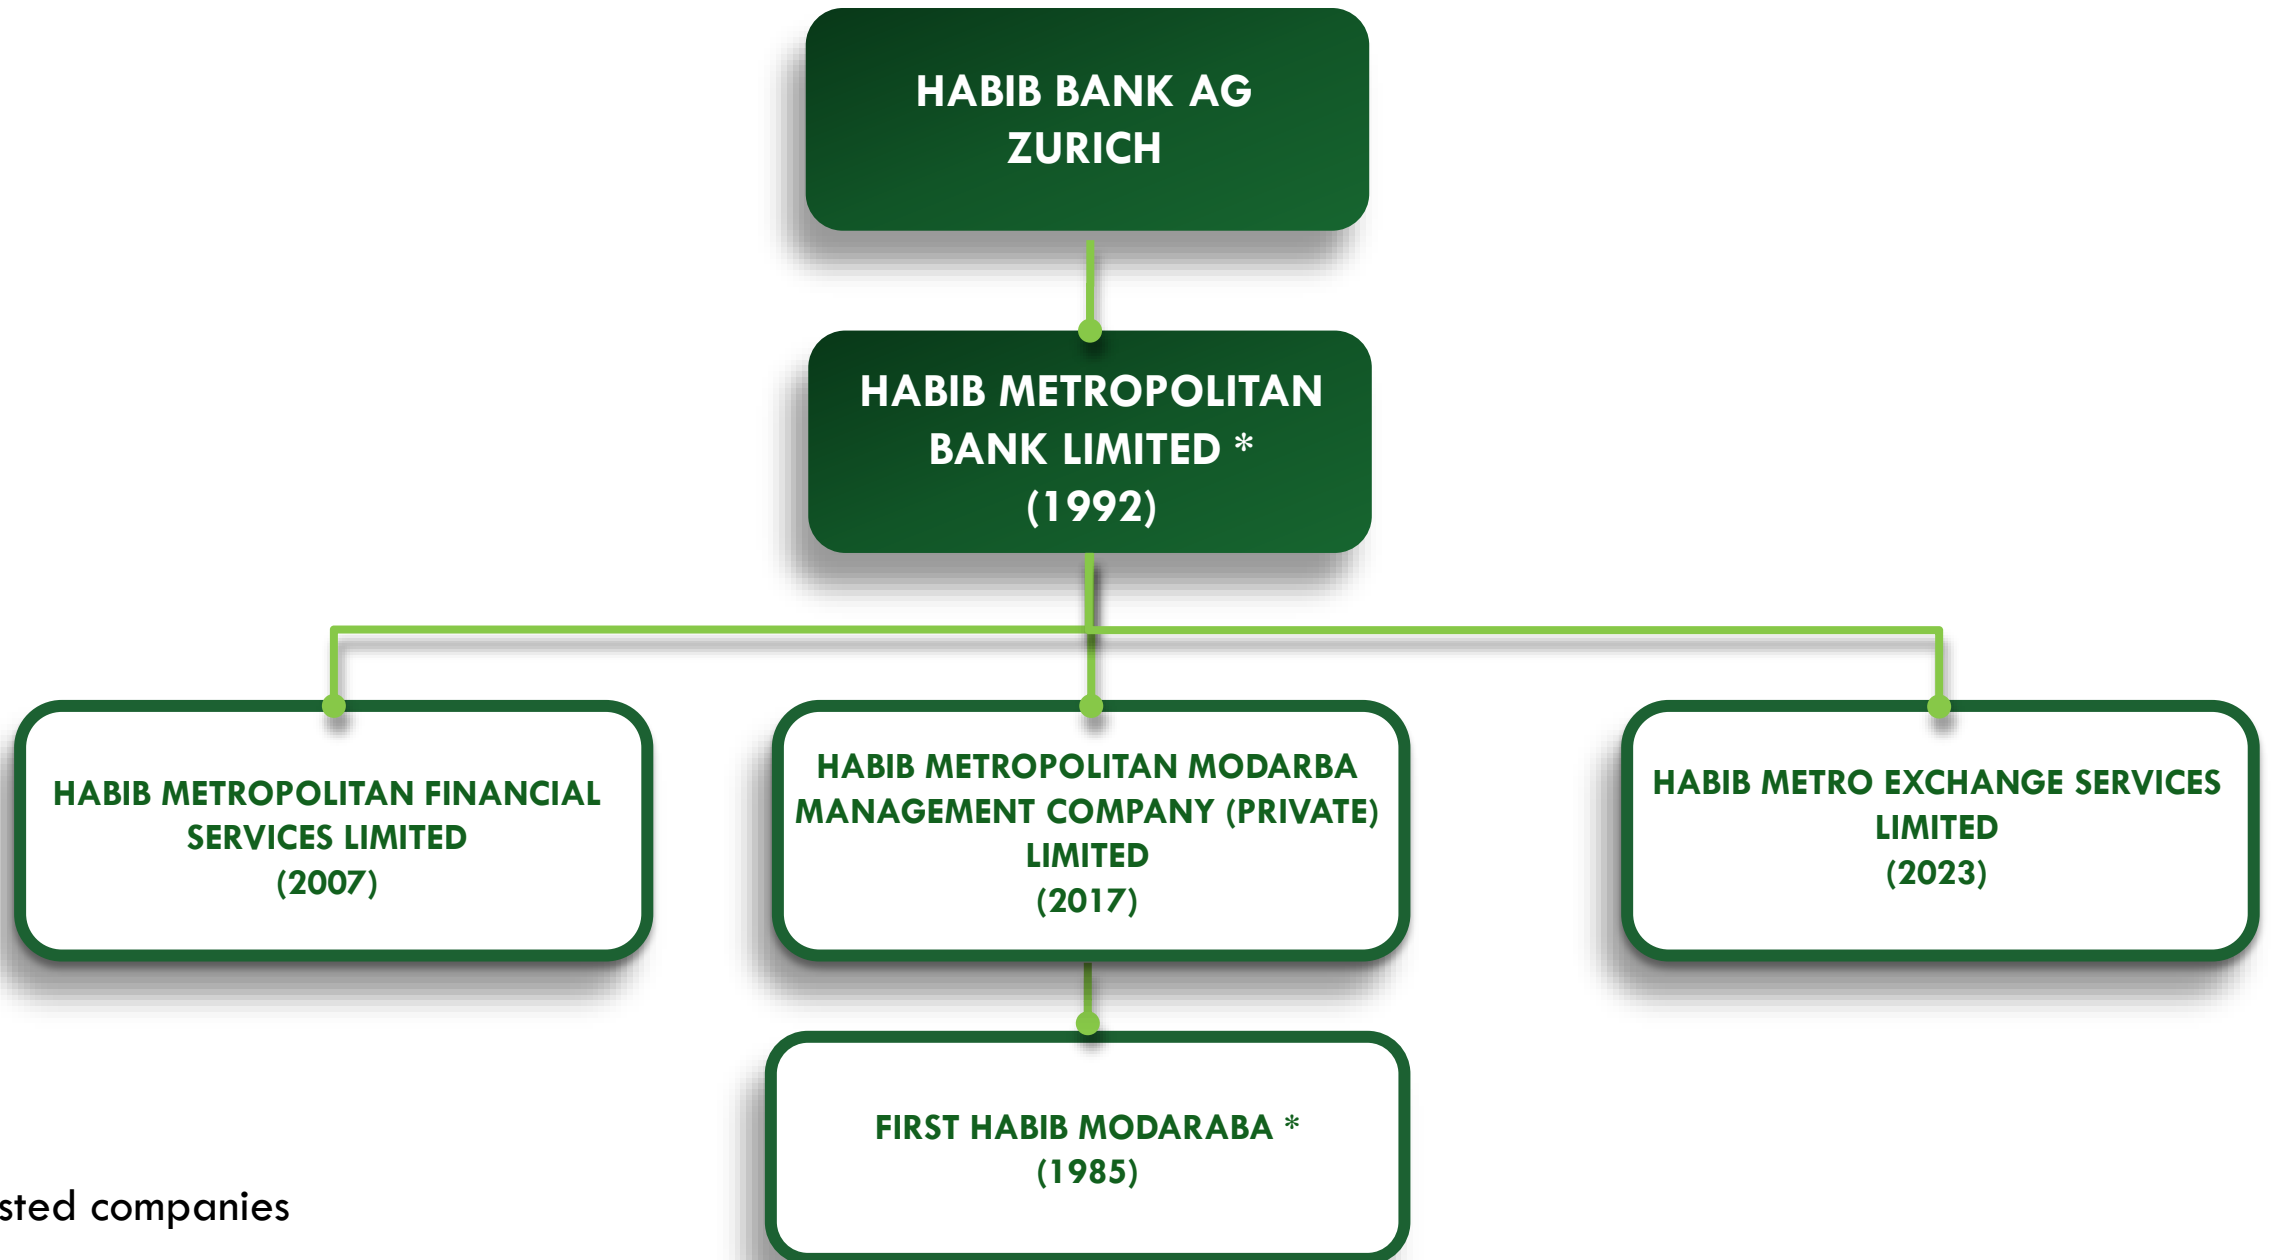 HABIB BANK AG
ZURICH
HABIB METROPOLITAN
BANK LIMITED *
(1992)
HABIB METROPOLITAN FINANCIAL
SERVICES LIMITED
(2007)
HABIB METROPOLITAN MODARBA
MANAGEMENT COMPANY (PRIVATE)
LIMITED
(2017)
HABIB METRO EXCHANGE SERVICES
LIMITED
(2023)
FIRST HABIB MODARABA *
(1985)
companies